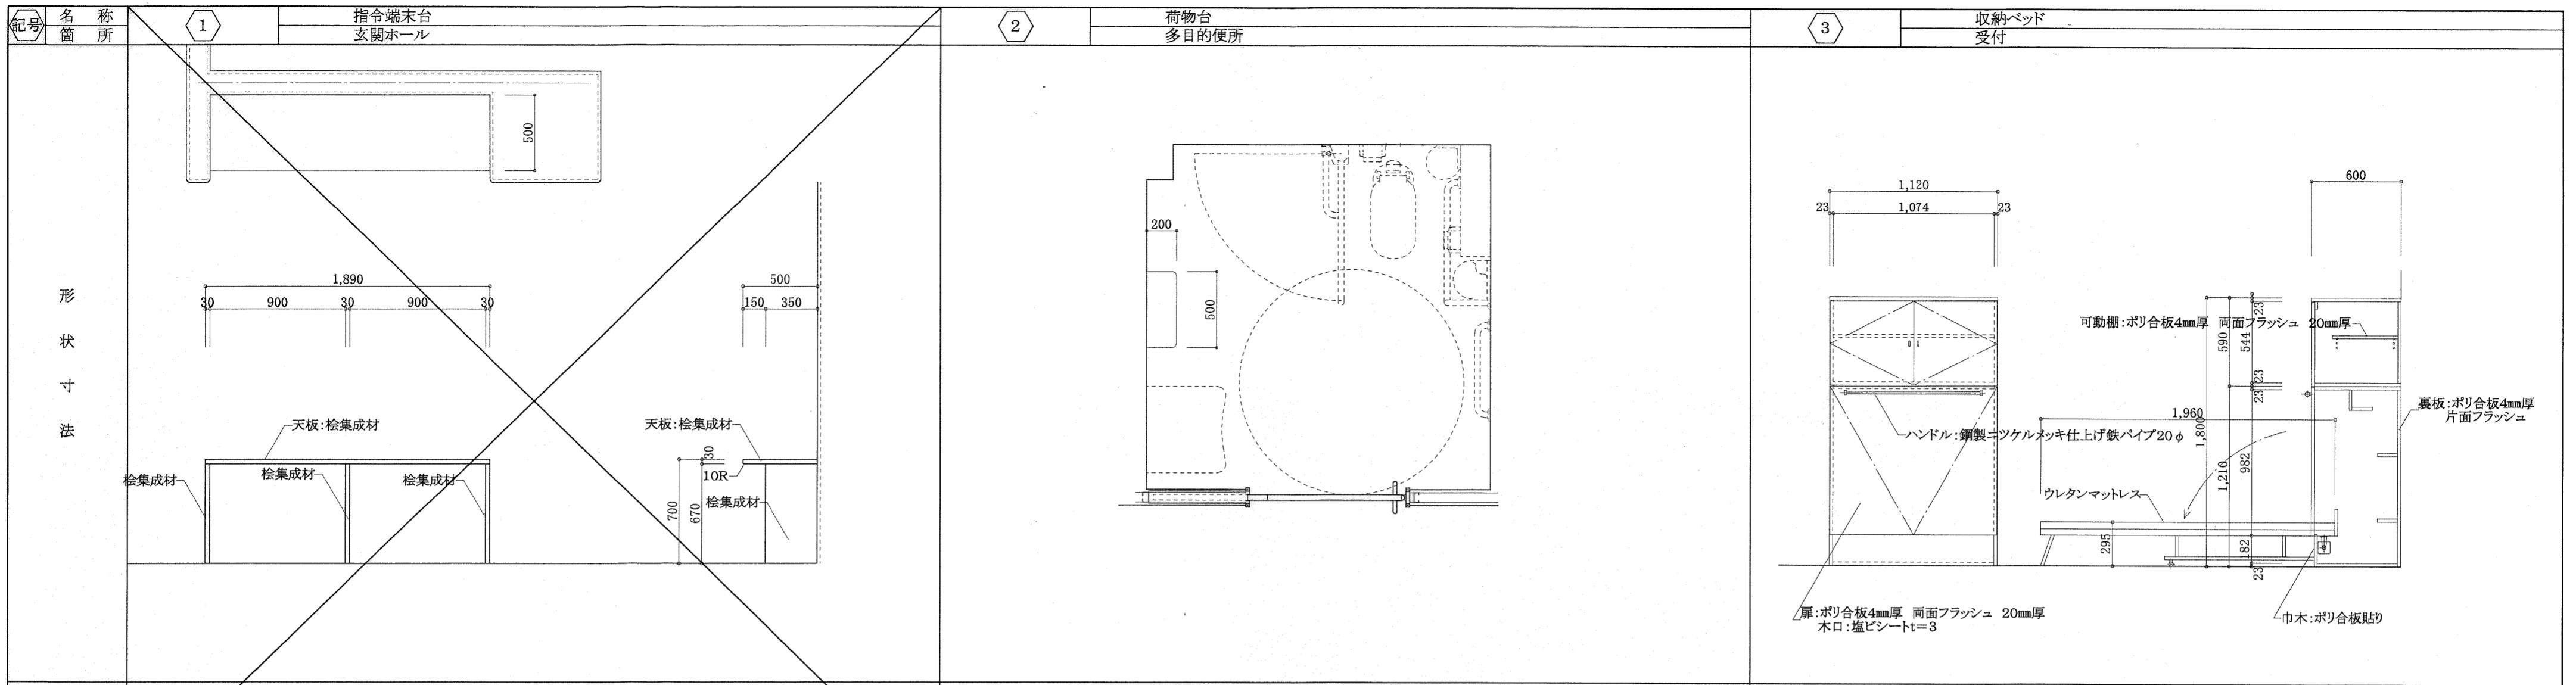 記号
名　称
箇　所
1
指令端末台
玄関ホール
2
荷物台
多目的便所
3
収納ベッド
受付
形状寸法
500
1,890
30
900
30
900
30
500
150
350
天板：桧集成材
桧集成材
桧集成材
桧集成材
天板：桧集成材
30
10R
桧集成材
700
670
200
500
1,120
23
1,074
23
600
可動棚：ポリ合板4㎜厚　両面フラッシュ　20㎜厚
23
590
544
23
23
1,960
1,800
裏板：ポリ合板4㎜厚
片面フラッシュ
ハンドル：鋼製ニツケルメッキ仕上げ鉄パイプ20φ
1,210
982
ウレタンマットレス
295
182
23
扉：ポリ合板4㎜厚　両面フラッシュ　20㎜厚
木口：塩ビシートt＝3
巾木：ポリ合板貼り